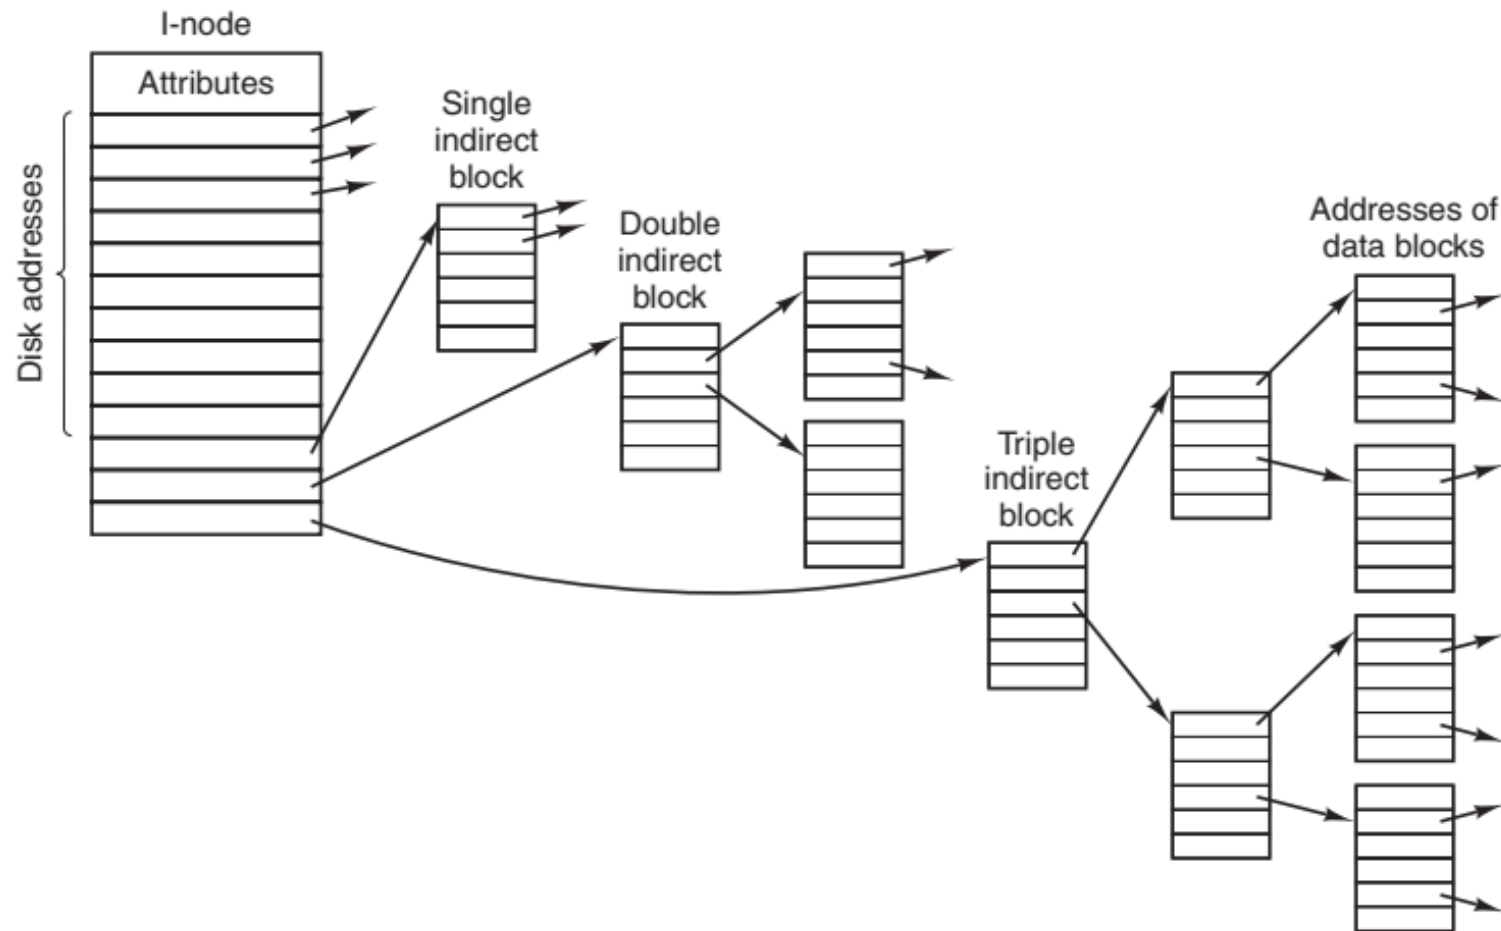 I-node
Attributes
Disk addresses
Single
indirect
block
Double
indirect
block
Triple
indirect
block
Addresses of
data blocks